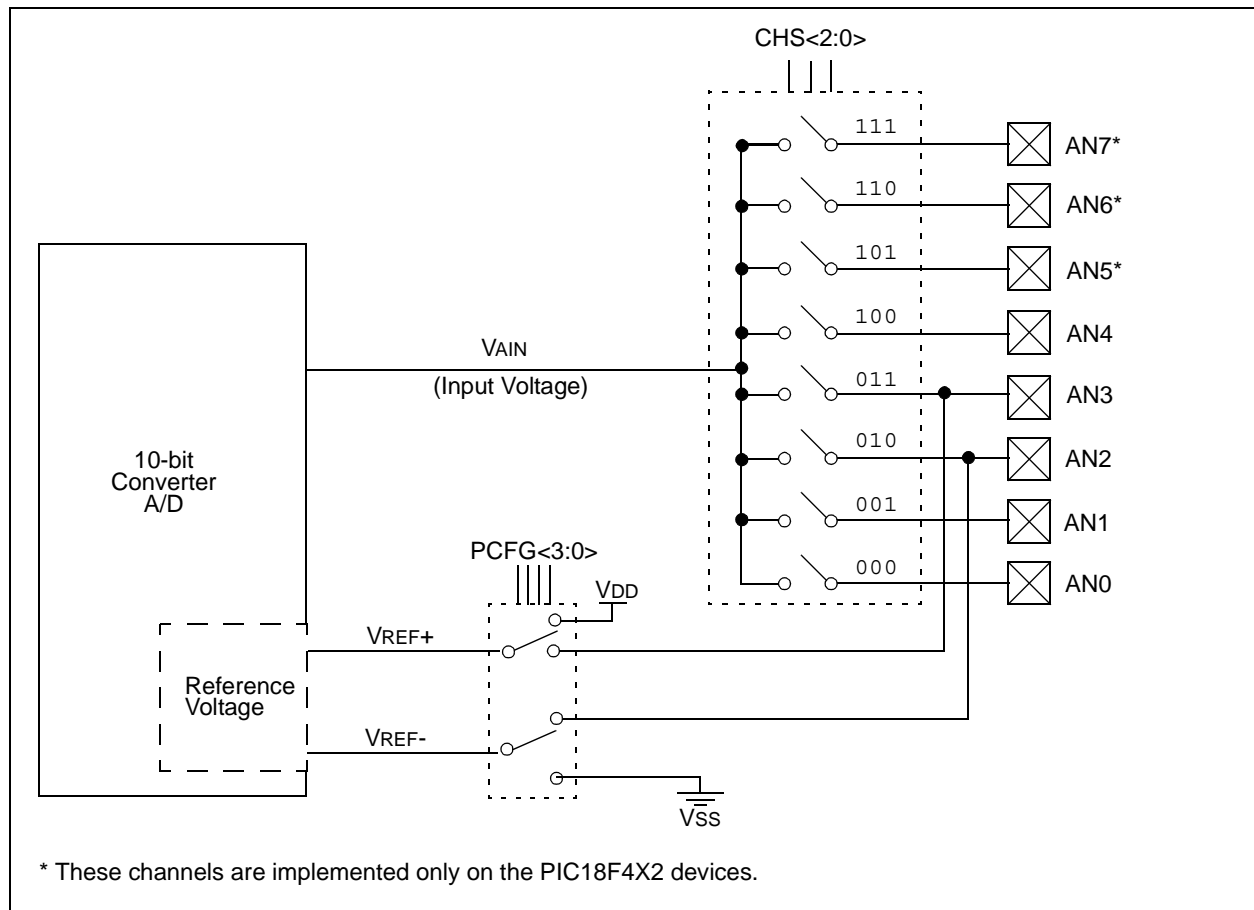 CHS<2:0>
111
AN7*
110
AN6*
101
AN5*
100
AN4
VAIN
(Input Voltage)
011
AN3
010
AN2
10-bit
Converter
A/D
001
AN1
PCFG<3:0>
000
AN0
VDD
VREF+
Reference
Voltage
VREF-
VSS
* These channels are implemented only on the PIC18F4X2 devices.